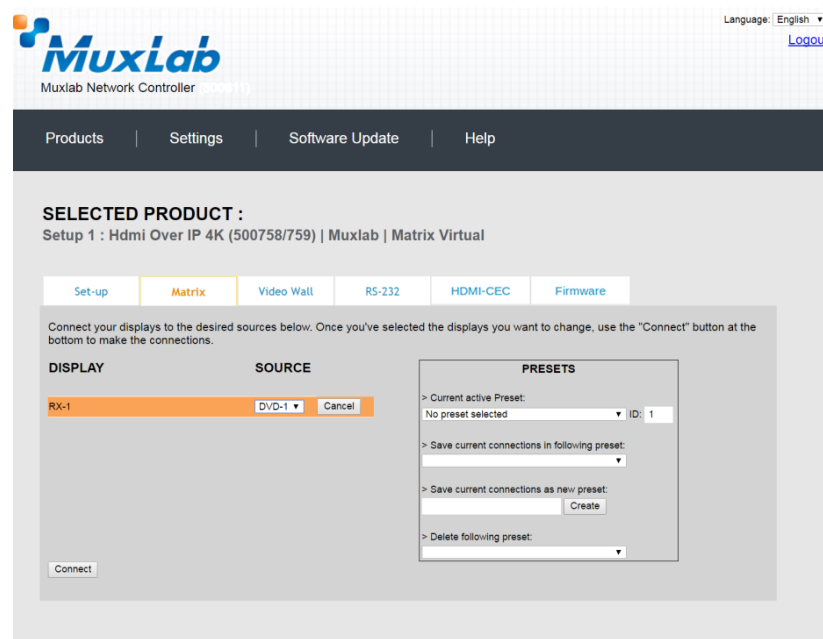 Language: English
Logou
MuxLab
Muxlab Network Controller (500811)
Products | Settings | Software Update | Help
SELECTED PRODUCT :
Setup 1 : Hdmi Over IP 4K (500758/759) | Muxlab | Matrix Virtual
Set-up Matrix Video Wall RS-232 HDMI-CEC Firmware
Connect your displays to the desired sources below. Once you've selected the displays you want to change, use the "Connect" button at the
bottom to make the connections.
DISPLAY SOURCE PRESETS
> Current active Preset:
RX-1 DVD-1 Cancel
No preset selected ID: 1
> Save current connections in following preset:
> Save current connections as new preset:
Create
> Delete following preset:
Connect